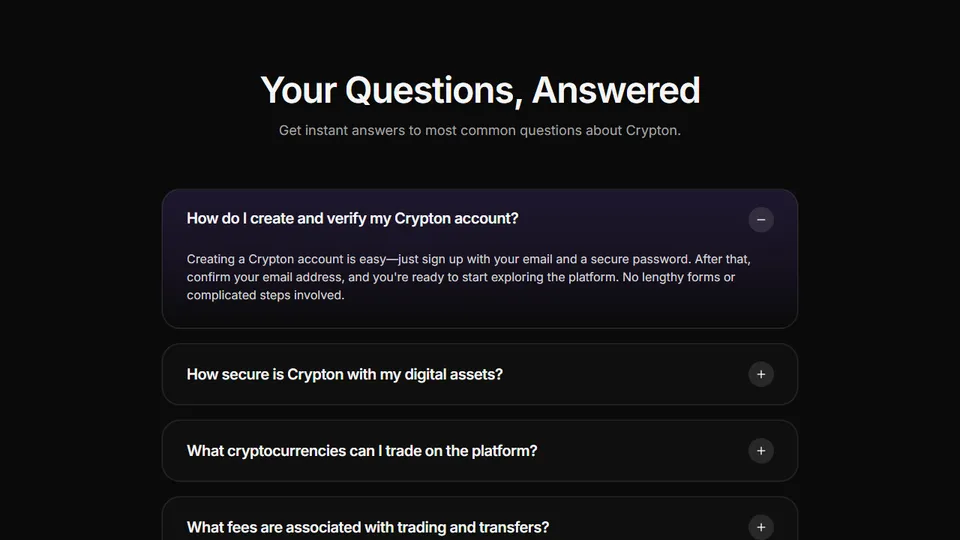 Your Questions, Answered
Get instant answers to most common questions about Crypton.
How do I create and verify my Crypton account?
Creating a Crypton account is easy—just sign up with your email and a secure password. After that,
confirm your email address, and you're ready to start exploring the platform. No lengthy forms or
complicated steps involved.
How secure is Crypton with my digital assets?
What cryptocurrencies can I trade on the platform?
What fees are associated with trading and transfers?